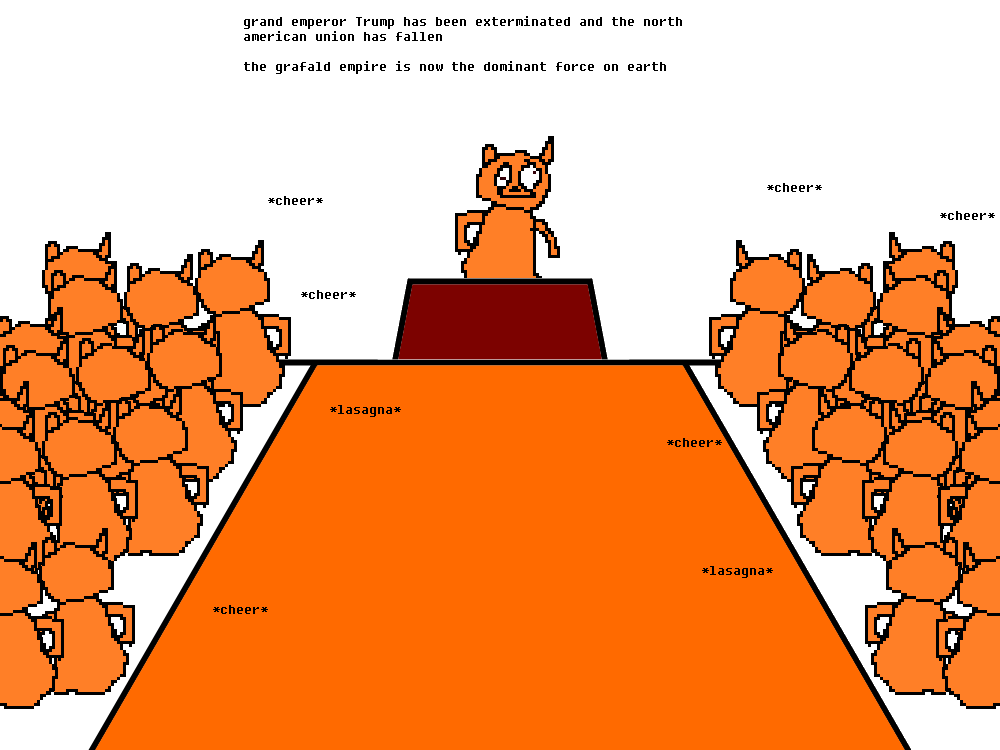 grand emperor Trump has been exterminated and the north
american union has fallen
the grafald empire is now the dominant force on earth
*cheer*
*cheer*
*cheer*
*cheer*
*lasagna*
*cheer*
*lasagna*
*cheer*